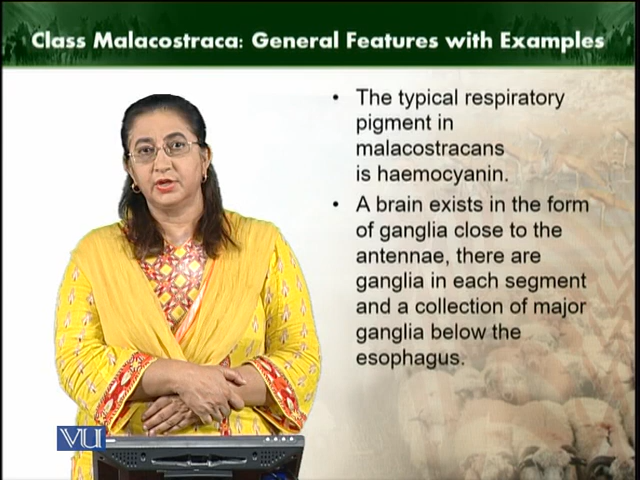 Class Malacostraca: General Features with Examples
• The typical respiratory
pigment in
malacostracans
is haemocyanin.
• A brain exists in the form
of ganglia close to the
antennae, there are
ganglia in each segment
and a collection of major
ganglia below the
esophagus.
VU